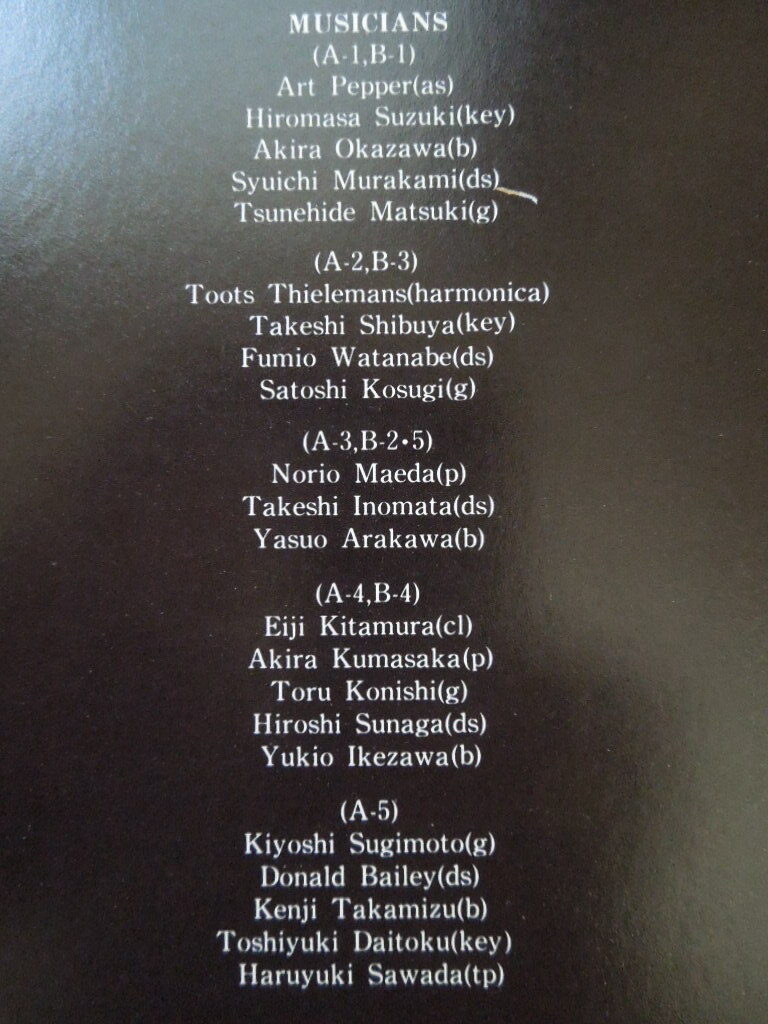 MUSICIANS
(A-1,B-1)
Art Pepper(as)
Hiromasa Suzuki(key)
Akira Okazawa(b)
Syuichi Murakami(ds)
Tsunehide Matsuki(g)
(A-2,B-3)
Toots Thielemans(harmonica)
Takeshi Shibuya(key)
Fumio Watanabe(ds)
Satoshi Kosugi(g)
(A-3,B-2•5)
Norio Maeda(p)
Takeshi Inomata(ds)
Yasuo Arakawa(b)
(A-4,B-4)
Eiji Kitamura(cl)
Akira Kumasaka(p)
Toru Konishi(g)
Hiroshi Sunaga(ds)
Yukio Ikezawa(b)
(A-5)
Kiyoshi Sugimoto(g)
Donald Bailey(ds)
Kenji Takamizu(b)
Toshiyuki Daitoku(key)
Haruyuki Sawada(tp)